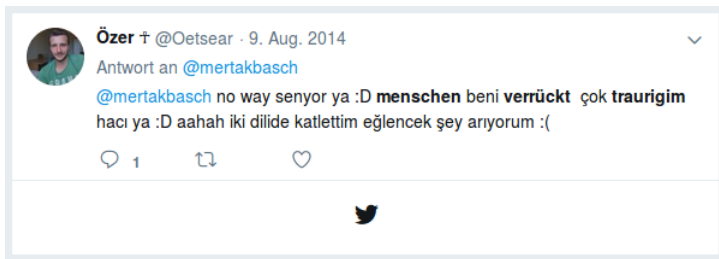 Özer ☥ @Oetsear · 9. Aug. 2014
Antwort an @mertakbasch
@mertakbasch no way senyor ya :D menschen beni verrückt çok traurigim
hacı ya :D aahah iki dilide katlettim eğlencek şey arıyorum :(
1